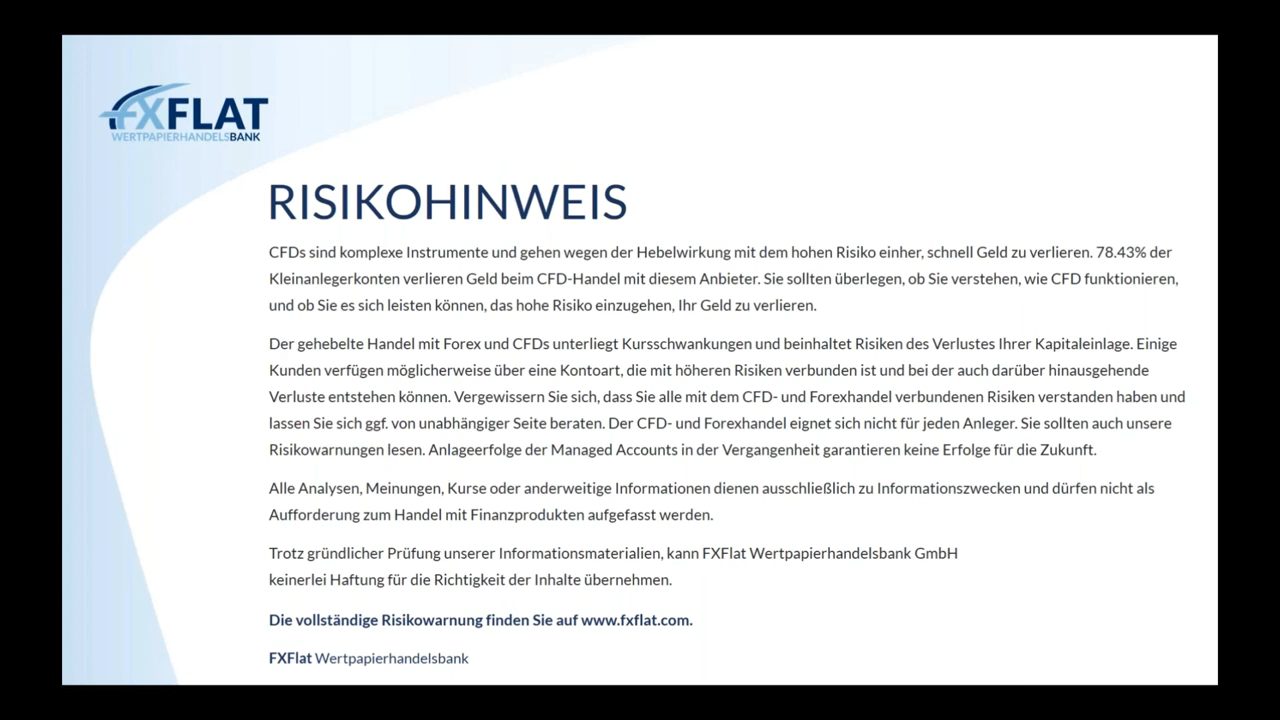 FXFLAT
WERTPAPIERHANDELSBANK
RISIKOHINWEIS
CFDs sind komplexe Instrumente und gehen wegen der Hebelwirkung mit dem hohen Risiko einher, schnell Geld zu verlieren. 78.43% der
Kleinanlegerkonten verlieren Geld beim CFD-Handel mit diesem Anbieter. Sie sollten überlegen, ob Sie verstehen, wie CFD funktionieren,
und ob Sie es sich leisten können, das hohe Risiko einzugehen, Ihr Geld zu verlieren.
Der gehebelte Handel mit Forex und CFDs unterliegt Kursschwankungen und beinhaltet Risiken des Verlustes Ihrer Kapitaleinlage. Einige
Kunden verfügen möglicherweise über eine Kontoart, die mit höheren Risiken verbunden ist und bei der auch darüber hinausgehende
Verluste entstehen können. Vergewissern Sie sich, dass Sie alle mit dem CFD- und Forexhandel verbundenen Risiken verstanden haben und
lassen Sie sich ggf. von unabhängiger Seite beraten. Der CFD- und Forexhandel eignet sich nicht für jeden Anleger. Sie sollten auch unsere
Risikowarnungen lesen. Anlageerfolge der Managed Accounts in der Vergangenheit garantieren keine Erfolge für die Zukunft.
Alle Analysen, Meinungen, Kurse oder anderweitige Informationen dienen ausschließlich zu Informationszwecken und dürfen nicht als
Aufforderung zum Handel mit Finanzprodukten aufgefasst werden.
Trotz gründlicher Prüfung unserer Informationsmaterialien, kann FXFlat Wertpapierhandelsbank GmbH
keinerlei Haftung für die Richtigkeit der Inhalte übernehmen.
Die vollständige Risikowarnung finden Sie auf www.fxflat.com.
FXFlat Wertpapierhandelsbank